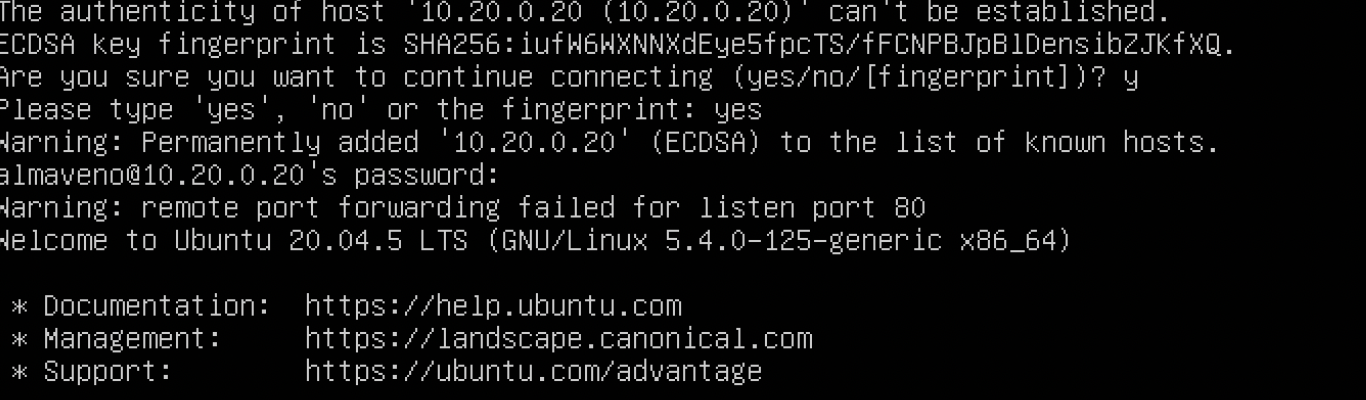 The authenticity of host '10.20.0.20 (10.20.0.20)' can't be established.
ECDSA key fingerprint is SHA256:iufW6WXNNXdEye5fpcTS/fFCNPBJpBlDensibZJKfXQ.
Are you sure you want to continue connecting (yes/no/[fingerprint])? y
Please type 'yes', 'no' or the fingerprint: yes
Warning: Permanently added '10.20.0.20' (ECDSA) to the list of known hosts.
almaveno@10.20.0.20's password:
Warning: remote port forwarding failed for listen port 80
Welcome to Ubuntu 20.04.5 LTS (GNU/Linux 5.4.0-125-generic x86_64)
* Documentation: https://help.ubuntu.com
* Management: https://landscape.canonical.com
* Support: https://ubuntu.com/advantage